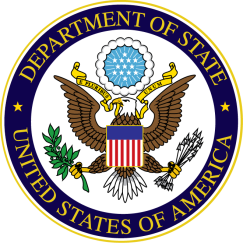 DEPARTMENT OF STATE
UNITED STATES OF AMERICA